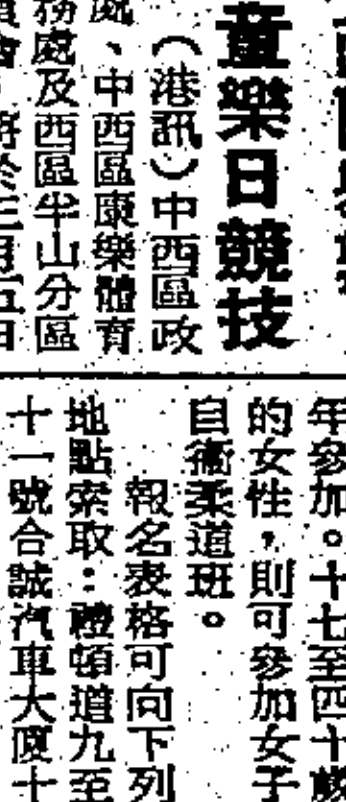 童樂日競技
（港訊）中西區政
處、中西區康樂體育
務處及西區半山分區
年參加。十七至四十歲
的女性，則可參加女子
自衞柔道班。
報名表格可向下列
地點索取：禮頓道九至
十一號合誠汽車大廈十